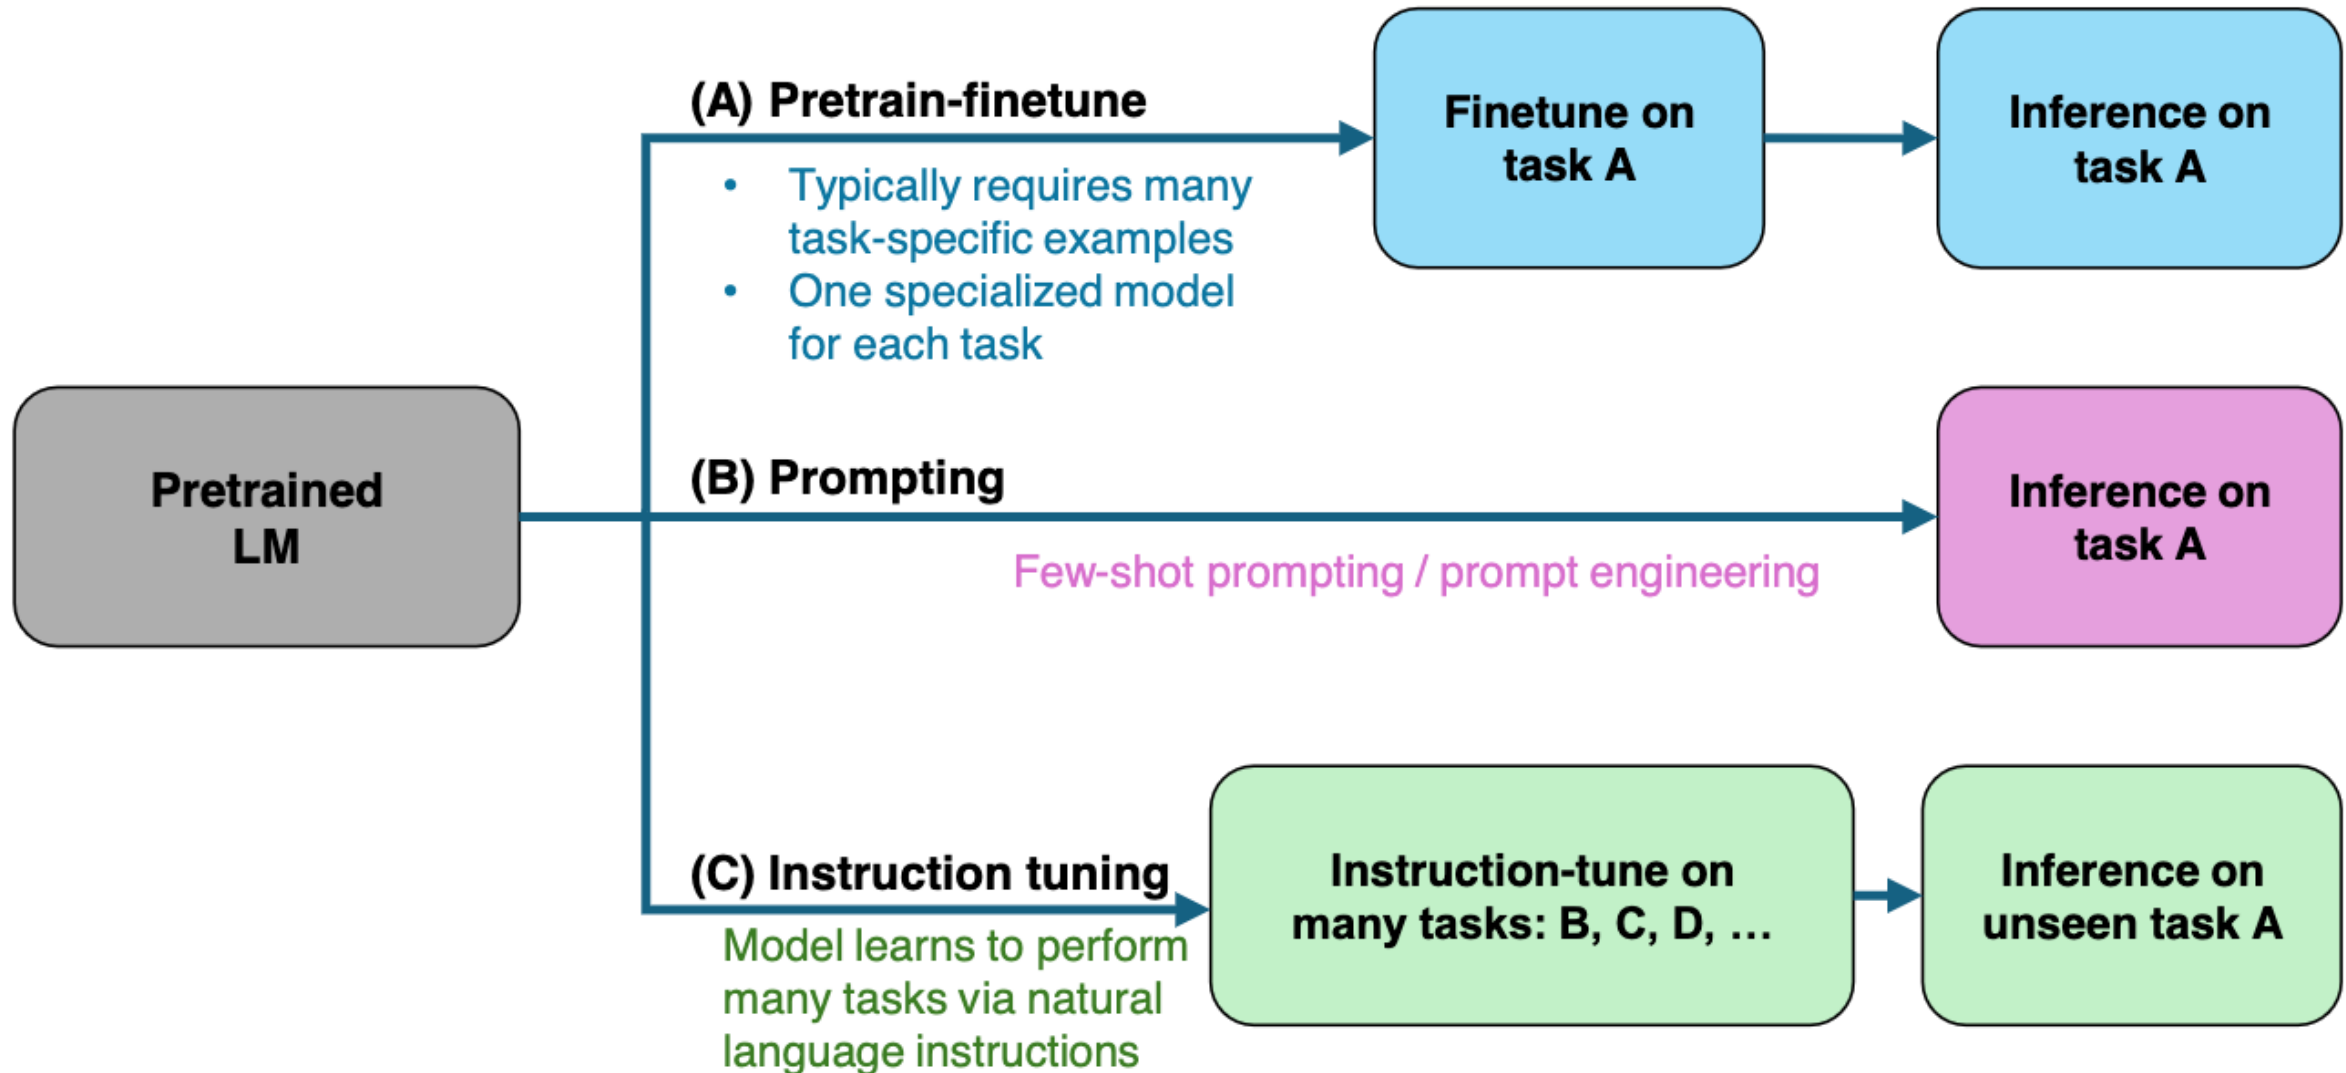 (A) Pretrain-finetune
• Typically requires many
task-specific examples
• One specialized model
for each task
Finetune on
task A
Inference on
task A
Pretrained
LM
(B) Prompting
Few-shot prompting / prompt engineering
Inference on
task A
(C) Instruction tuning
Model learns to perform
many tasks via natural
language instructions
Instruction-tune on
many tasks: B, C, D, ...
Inference on
unseen task A